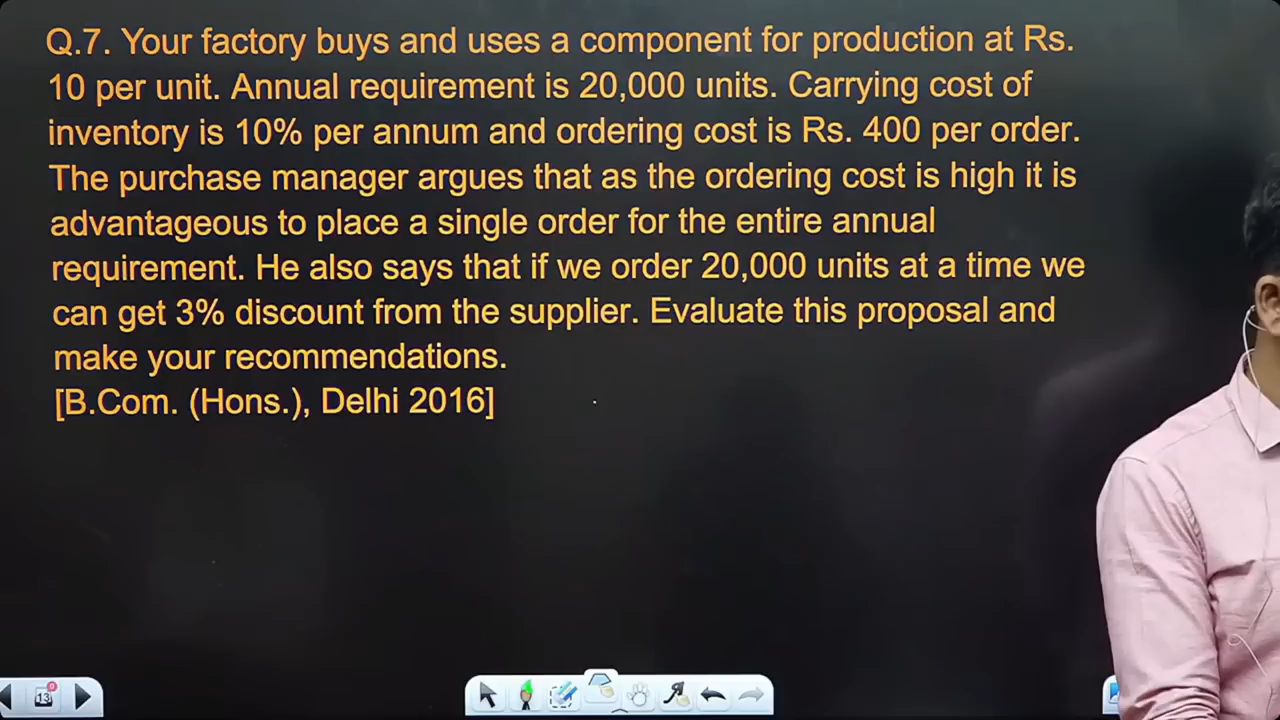 Q.7. Your factory buys and uses a component for production at Rs.
10 per unit. Annual requirement is 20,000 units. Carrying cost of
inventory is 10% per annum and ordering cost is Rs. 400 per order.
The purchase manager argues that as the ordering cost is high it is
advantageous to place a single order for the entire annual
requirement. He also says that if we order 20,000 units at a time we
can get 3% discount from the supplier. Evaluate this proposal and
make your recommendations.
[B.Com. (Hons.), Delhi 2016]
13
0